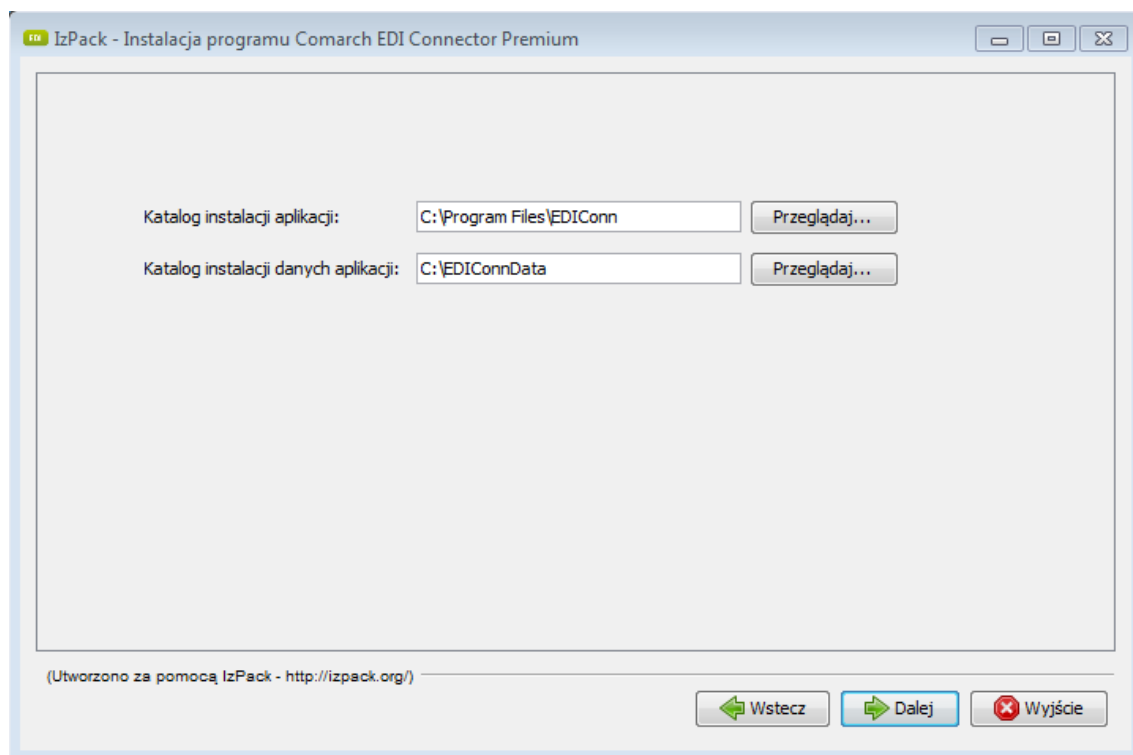 EDI IzPack - Instalacja programu Comarch EDI Connector Premium
Katalog instalacji aplikacji: C:\Program Files\EDIConn Przeglądaj...
Katalog instalacji danych aplikacji: C:\EDIConnData Przeglądaj...
(Utworzono za pomocą IzPack - http://izpack.org/)
Wstecz Dalej Wyjście